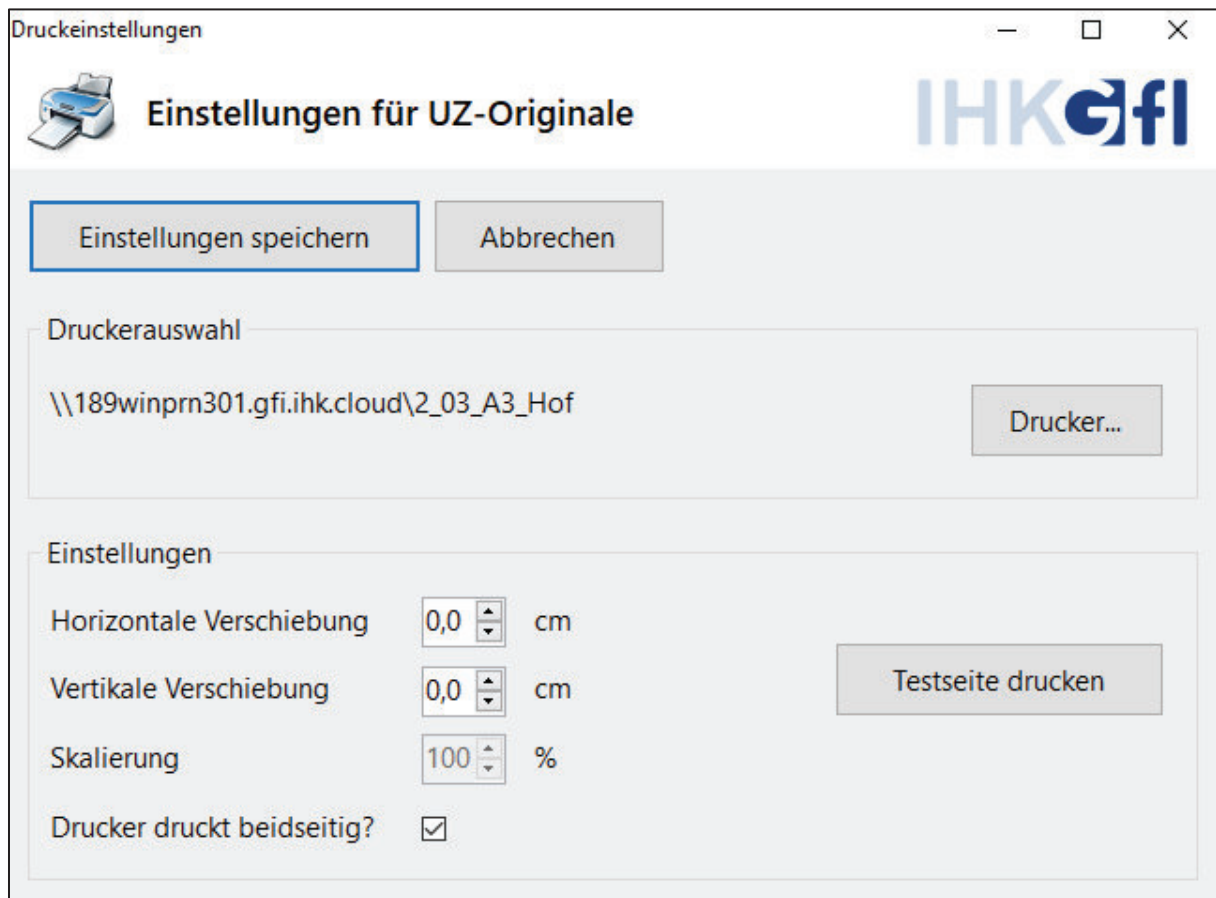 Druckeinstellungen
Einstellungen für UZ-Originale
IHKGfI
Einstellungen speichern
Abbrechen
Druckerauswahl
\\189winprn301.gfi.ihk.cloud\2_03_A3_Hof
Drucker...
Einstellungen
Horizontale Verschiebung 0,0 cm
Vertikale Verschiebung 0,0 cm
Testseite drucken
Skalierung 100 %
Drucker druckt beidseitig?